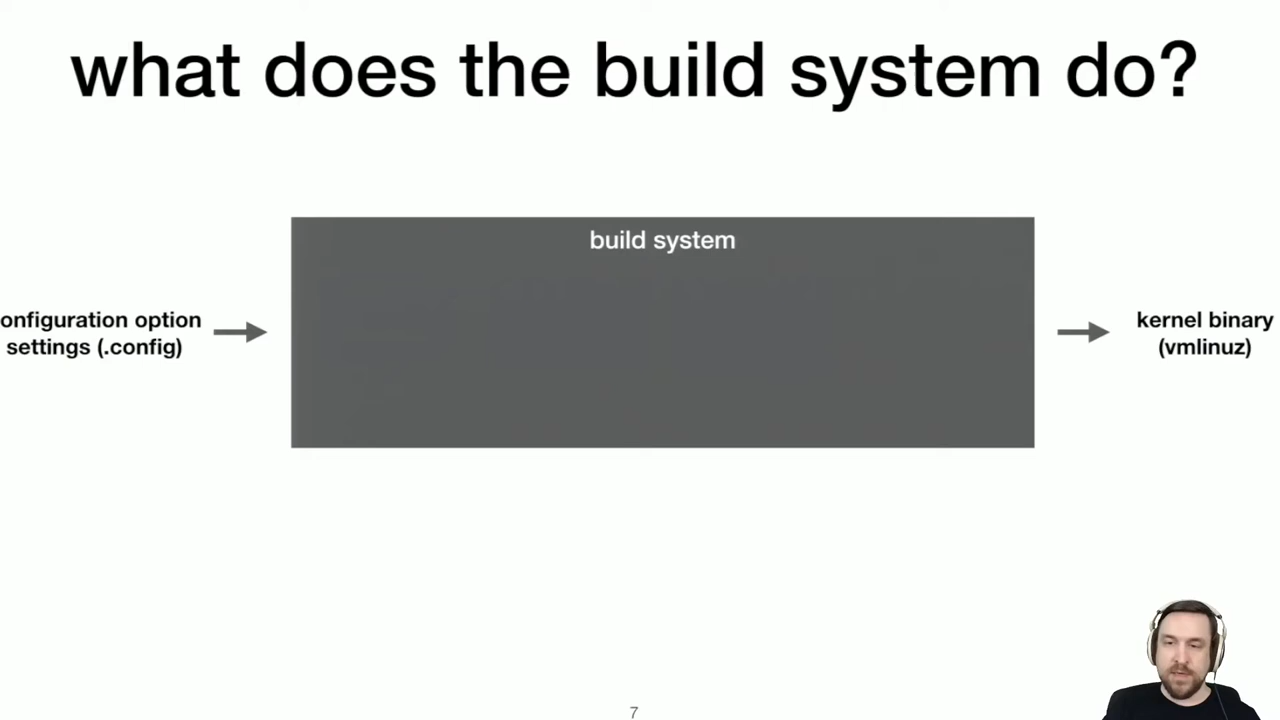 what does the build system do?
build system
onfiguration option
settings (.config)
kernel binary
(vmlinuz)
7